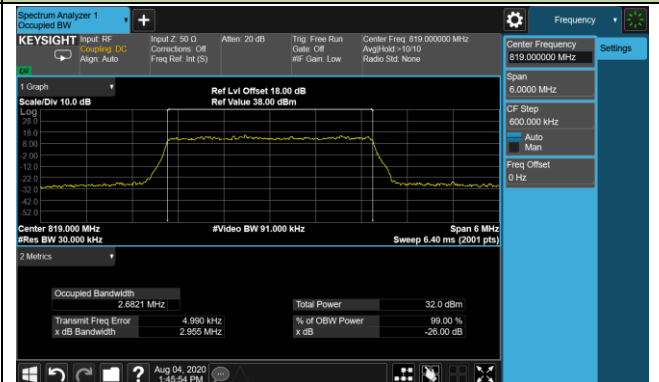 Spectrum Analyzer 1
Occupied BW
Frequency
KEYSIGHT
Input: RF
Coupling: DC
Align: Auto
Input Z: 50 Ω
Corrections: Off
Freq Ref: Int (S)
Atten: 20 dB
Trig: Free Run
Gate: Off
#IF Gain: Low
Center Freq: 819.000000 MHz
Avg|Hold:>10/10
Radio Std: None
Center Frequency
819.000000 MHz
Settings
Span
6.0000 MHz
CF Step
600.000 kHz
Auto
Man
Freq Offset
0 Hz
1 Graph
Scale/Div 10.0 dB
Ref Lvl Offset 18.00 dB
Ref Value 38.00 dBm
Log
28.0
18.0
8.00
-2.00
-12.0
-22.0
-32.0
-42.0
-52.0
Center 819.000 MHz
#Video BW 91.000 kHz
Span 6 MHz
#Res BW 30.000 kHz
Sweep 6.40 ms (2001 pts)
2 Metrics
Occupied Bandwidth
2.6821 MHz
Total Power
32.0 dBm
Transmit Freq Error
4.990 kHz
% of OBW Power
99.00 %
x dB Bandwidth
2.955 MHz
x dB
-26.00 dB
?
Aug 04, 2020
1:45:54 PM